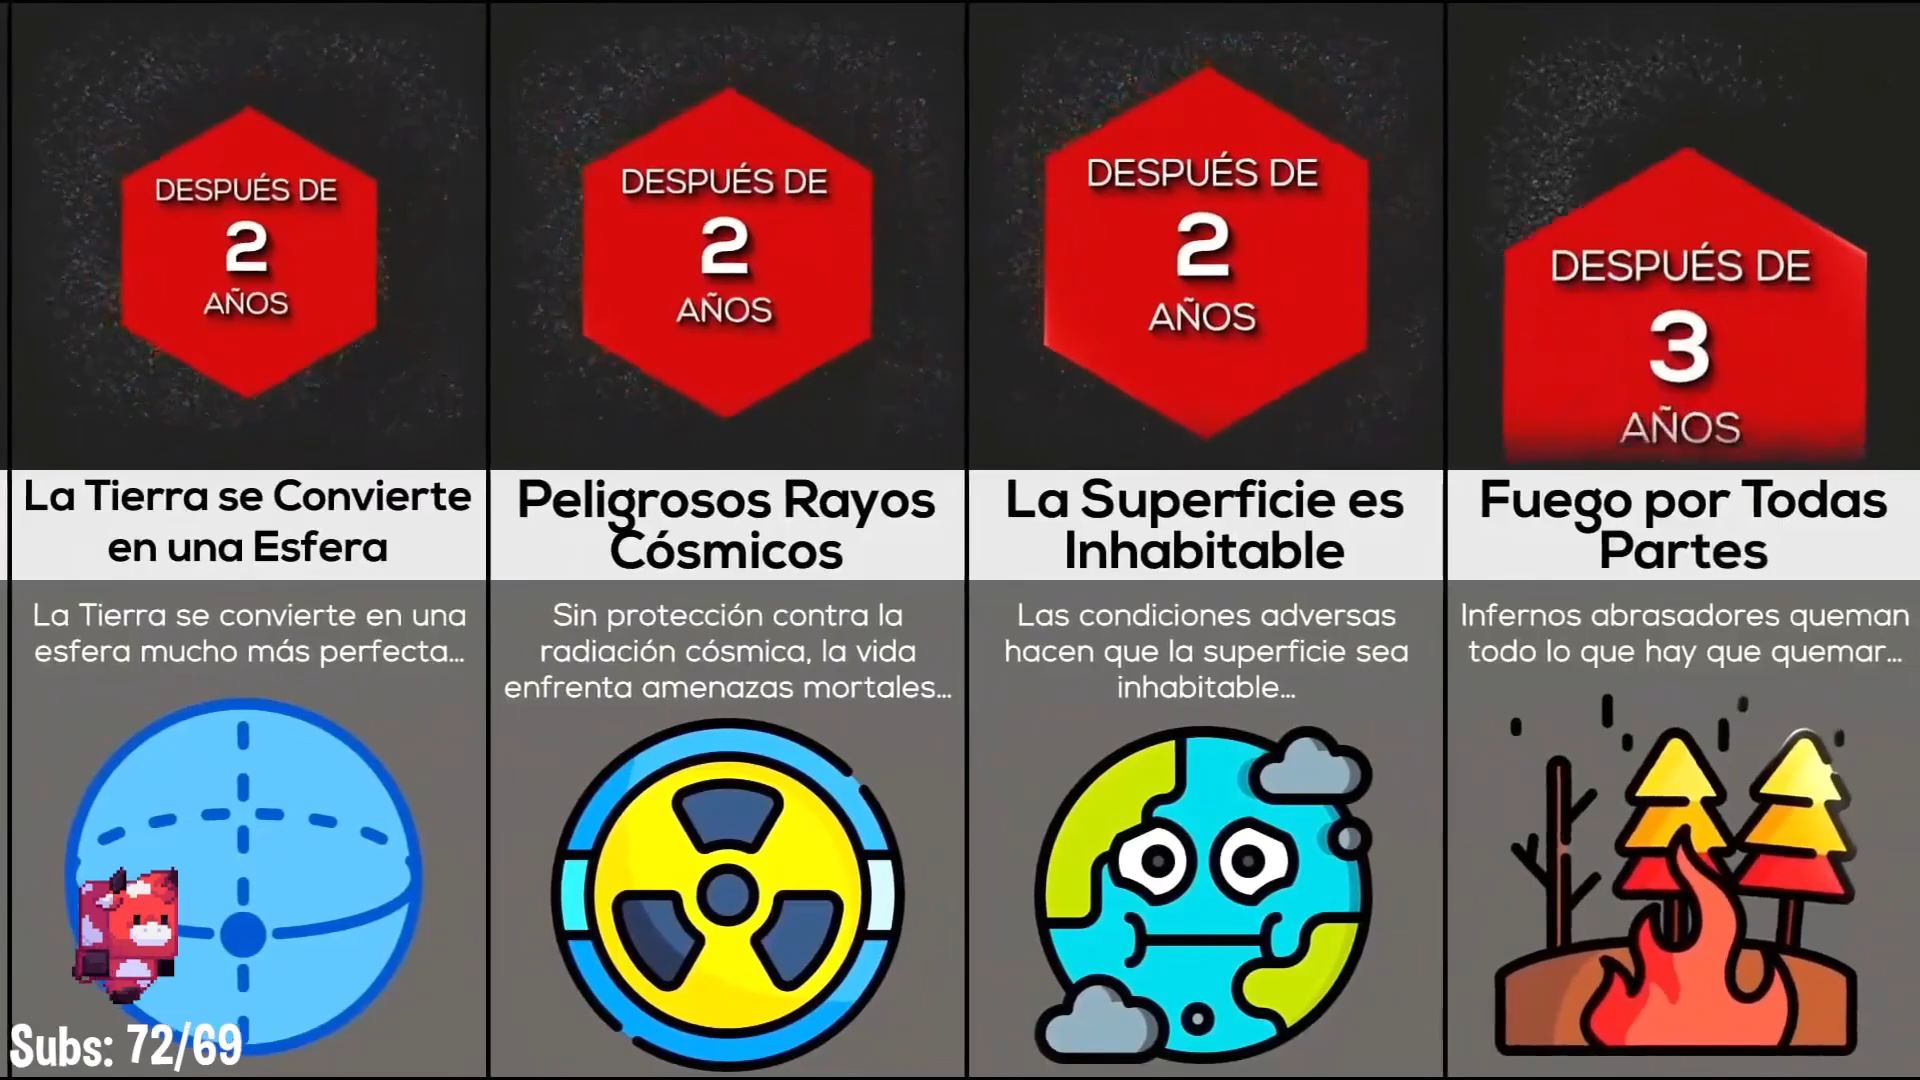 DESPUÉS DE
2
AÑOS
La Tierra se Convierte
en una Esfera
La Tierra se convierte en una
esfera mucho más perfecta...
DESPUÉS DE
2
AÑOS
Peligrosos Rayos
Cósmicos
Sin protección contra la
radiación cósmica, la vida
enfrenta amenazas mortales...
DESPUÉS DE
2
AÑOS
La Superficie es
Inhabitable
Las condiciones adversas
hacen que la superficie sea
inhabitable...
DESPUÉS DE
3
AÑOS
Fuego por Todas
Partes
Infernos abrasadores queman
todo lo que hay que quemar...
Subs: 72/69